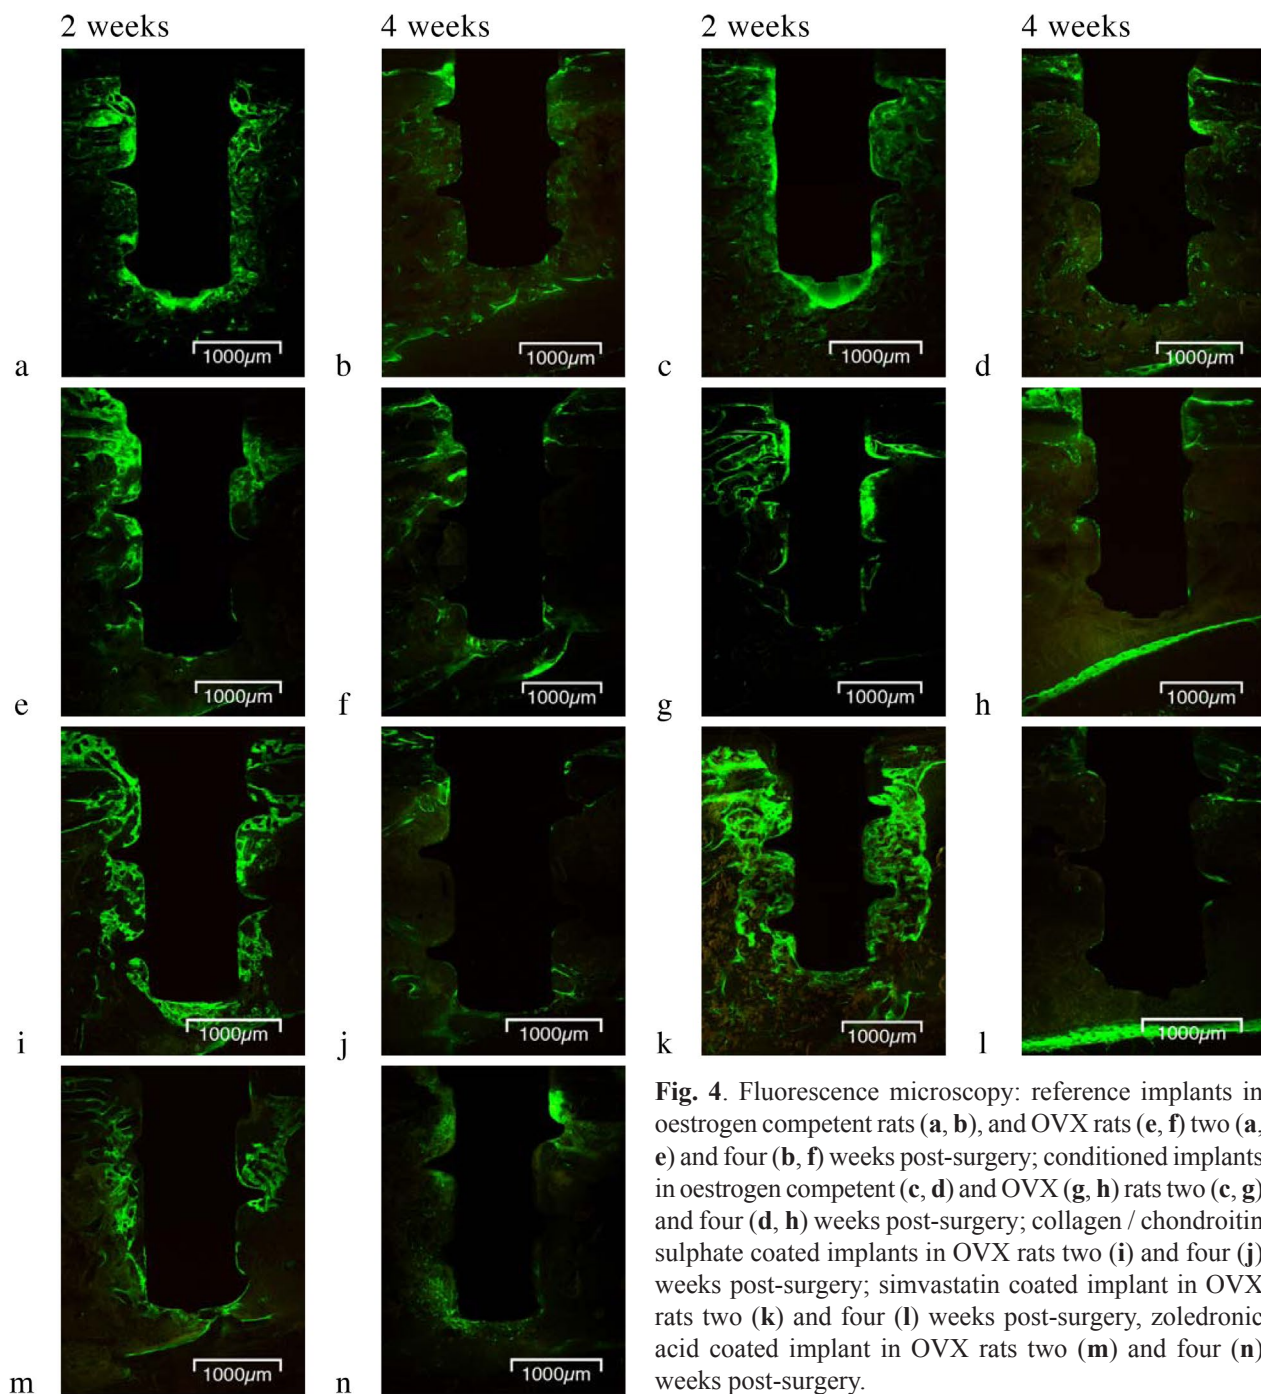 2 weeks
4 weeks
2 weeks
4 weeks
1000µm
1000µm
1000µm
1000µm
a
b
c
d
1000µm
1000µm
1000µm
1000µm
e
f
g
h
1000µm
1000µm
1000µm
1000µm
i
j
k
l
1000µm
1000µm
m
n
Fig. 4. Fluorescence microscopy: reference implants in
oestrogen competent rats (a, b), and OVX rats (e, f) two (a,
e) and four (b, f) weeks post-surgery; conditioned implants
in oestrogen competent (c, d) and OVX (g, h) rats two (c, g)
and four (d, h) weeks post-surgery; collagen / chondroitin
sulphate coated implants in OVX rats two (i) and four (j)
weeks post-surgery; simvastatin coated implant in OVX
rats two (k) and four (l) weeks post-surgery, zoledronic
acid coated implant in OVX rats two (m) and four (n)
weeks post-surgery.